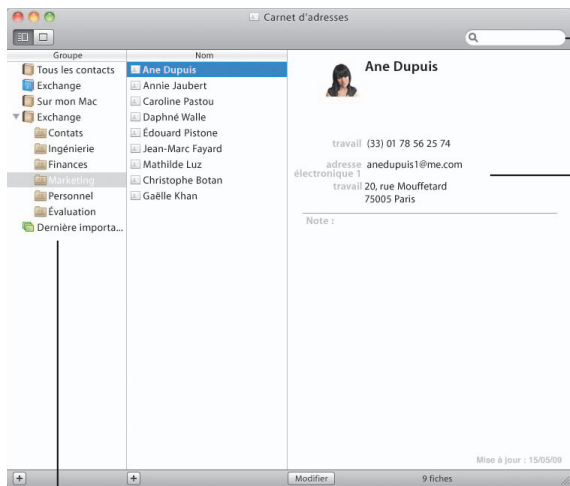 Carnet d'adresses
Groupe
Tous les contacts
Exchange
Sur mon Mac
Exchange
Contats
Ingénierie
Finances
Marketing
Personnel
Évaluation
Dernière importa...
Nom
Ane Dupuis
Annie Jaubert
Caroline Pastou
Daphné Walle
Édouard Pistone
Jean-Marc Fayard
Mathilde Luz
Christophe Botan
Gaëlle Khan
Ane Dupuis
travail (33) 01 78 56 25 74
adresse anedupuis1@me.com
électronique 1
travail 20, rue Mouffetard
75005 Paris
Note :
Mise à jour : 15/05/09
Modifier
9 fiches